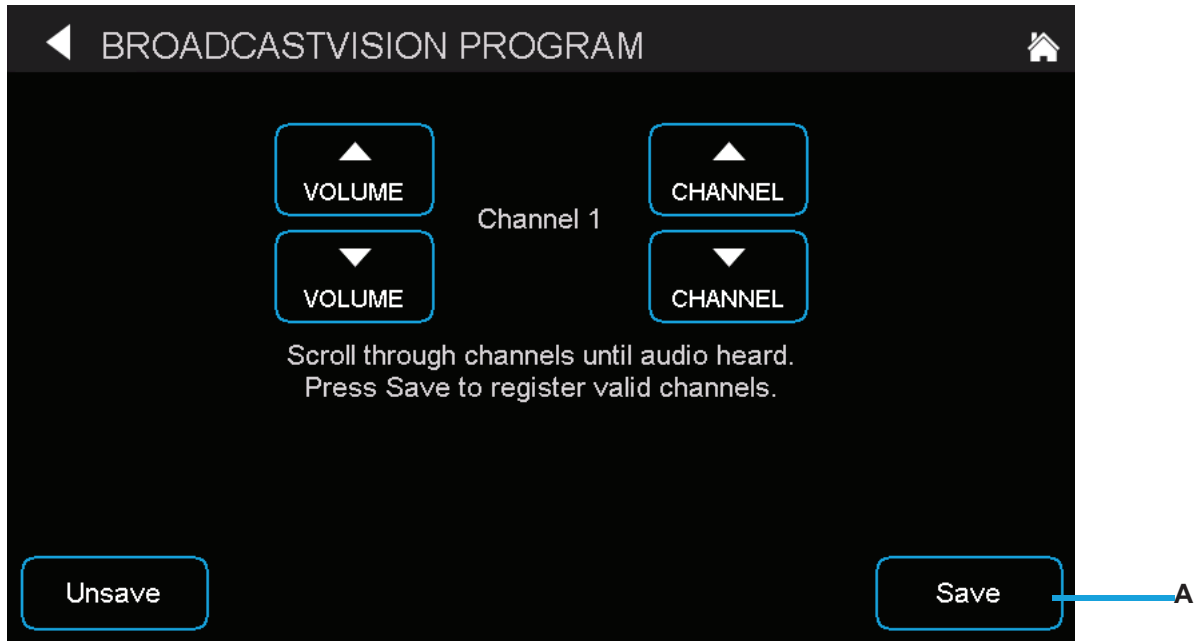 BROADCASTVISION PROGRAM
VOLUME
CHANNEL
Channel 1
VOLUME
CHANNEL
Scroll through channels until audio heard.
Press Save to register valid channels.
Unsave
Save
A